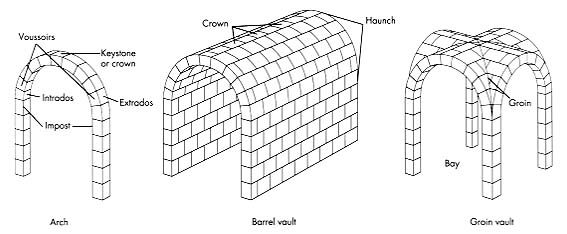 Voussoirs
Keystone
or crown
Intrados
Extrados
Impost
Arch
Crown
Haunch
Barrel vault
Groin
Bay
Groin vault